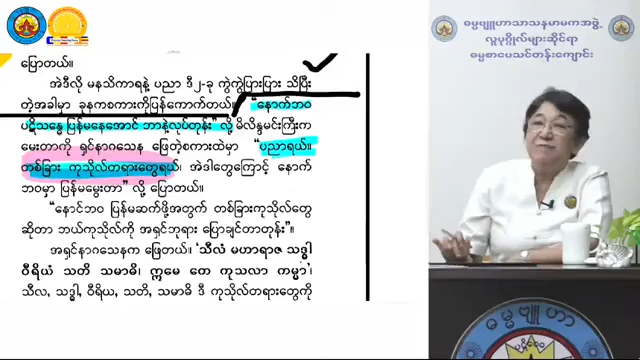 ပြောတယ်။
အဲဒီလို မနသိကာရနဲ့ ပညာ ဒီ၂-ခု ကွဲကွဲပြားပြား သိပြီး
တဲ့အခါမှာ ခုနကစကားကိုပြန်ကောက်တယ်။ "နောက်ဘဝ
ပဋိသန္ဓေ ပြန်မနေအောင် ဘာနဲ့လုပ်တုန်း" လို့ မိလိန္ဒမင်းကြီးက
မေးတာကို ရှင်နာဂသေန ဖြေတဲ့စကားထဲမှာ "ပညာရယ်။
တစ်ခြား ကုသိုလ်တရားတွေရယ်၊ အဲဒါတွေကြောင့် နောက်
ဘဝမှာ ပြန်မမွေးတာ" လို့ ပြောတယ်။
"နောင်ဘဝ ပြန်မဆက်ဖို့အတွက် တစ်ခြားကုသိုလ်တွေ
ဆိုတာ ဘယ်ကုသိုလ်ကို အရှင်ဘုရား ပြောချင်တာတုန်း"။
အရှင်နာဂသေနက ဖြေတယ်။ 'သီလံ မဟာရာဇ သဒ္ဓါ
ဝီရိယံ သတိ သမာဓိ၊ ဣမေ တေ ကုသလာ ဓမ္မာ'၊
သီလ, သဒ္ဓါ, ဝီရိယ, သတိ, သမာဓိ ဒီ ကုသိုလ်တရားတွေကို
ဓမ္မဗျူဟာသာသနာ့မာမကအဖွဲ့
လူပုဂ္ဂိုလ်များဆိုင်ရာ
ဓမ္မစာပေသင်တန်းကျောင်း
ဓမ္မဗျူဟာ